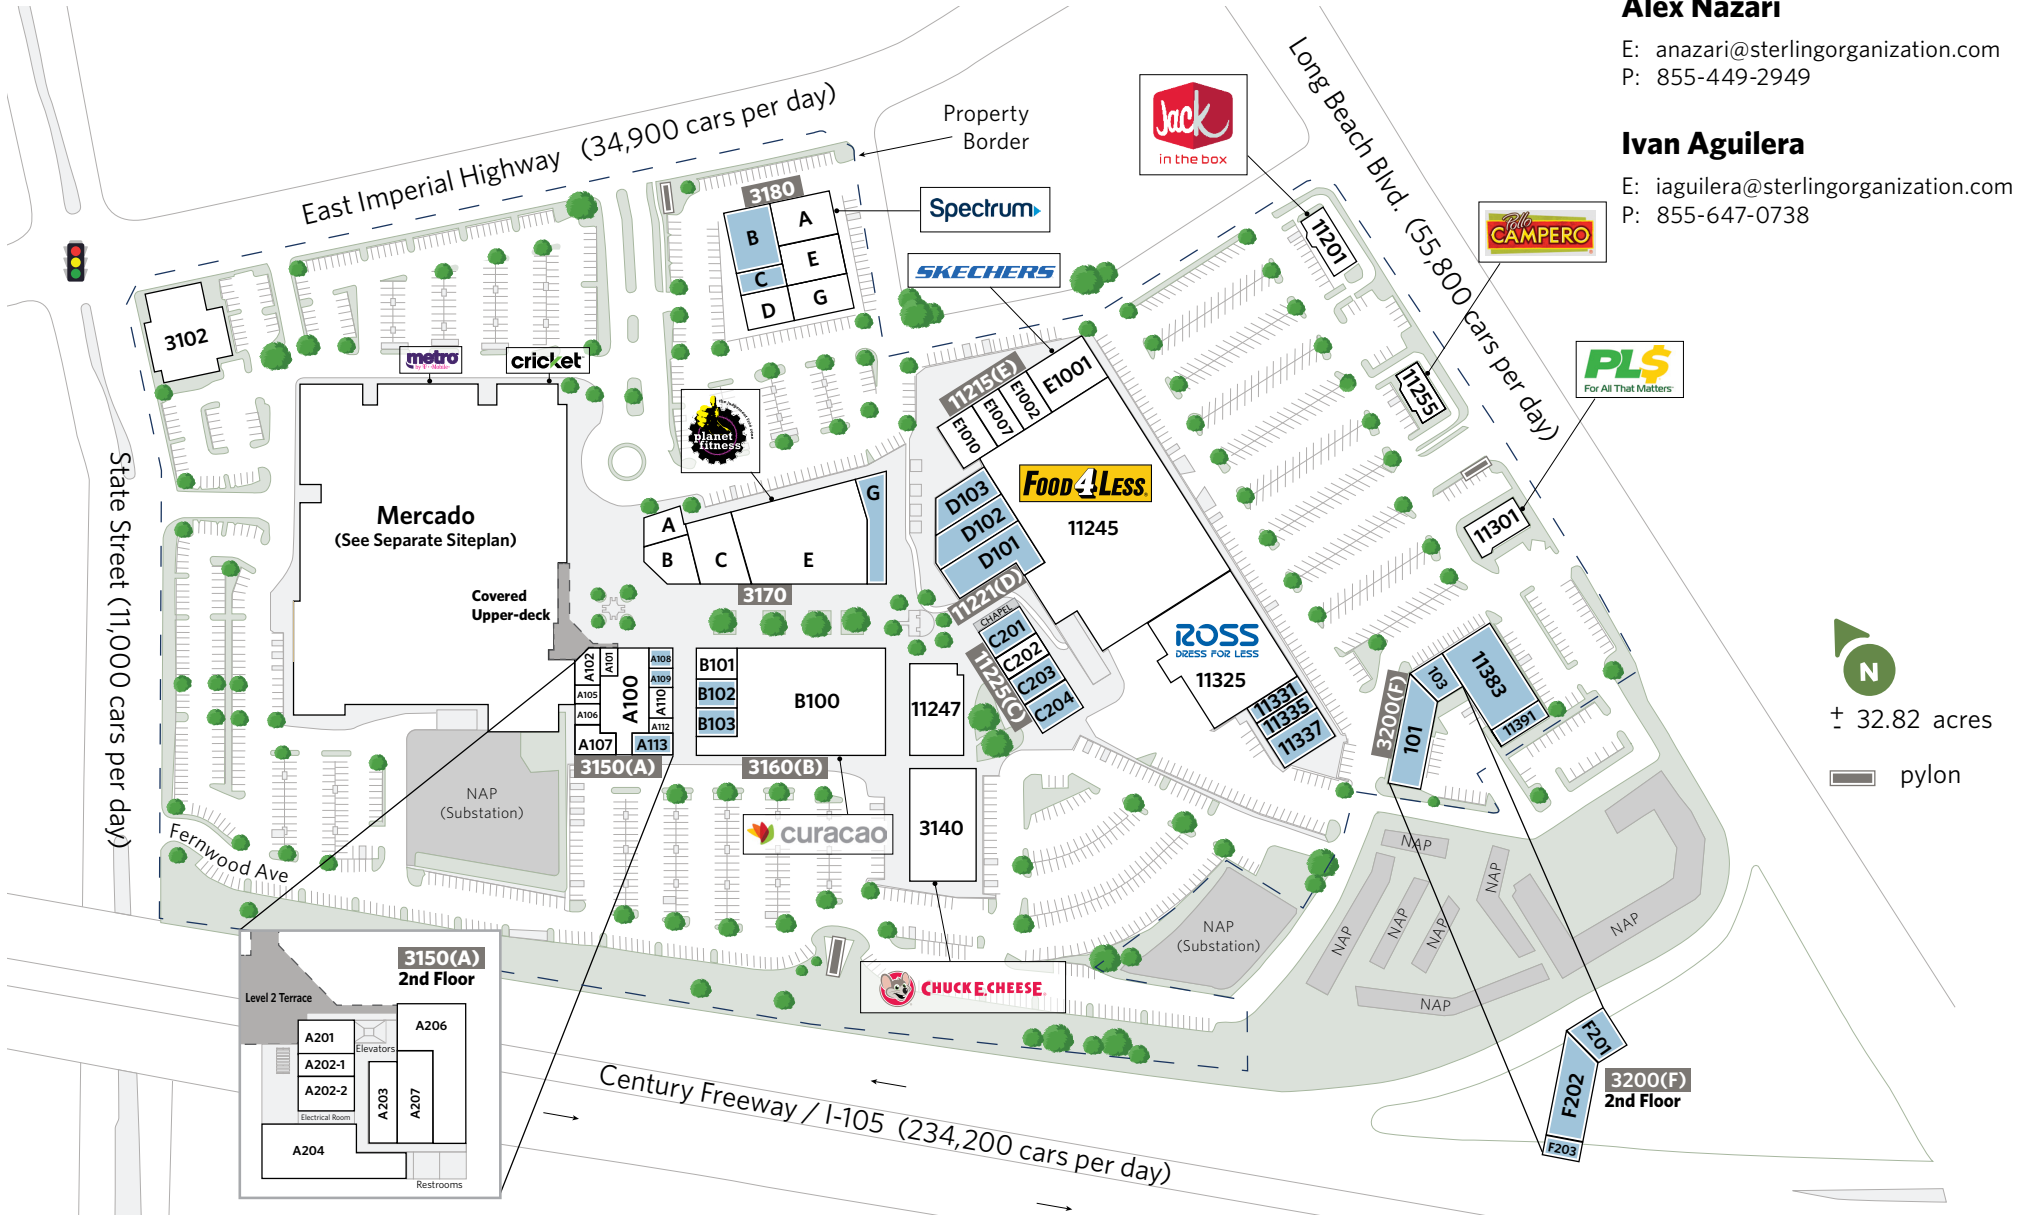 Alex Nazari
E: anazari@sterlingorganization.com
P: 855-449-2949
Ivan Aguilera
E: iaguilera@sterlingorganization.com
P: 855-647-0738
East Imperial Highway (34,900 cars per day)
Property
Border
Long Beach Blvd. (55,800 cars per day)
State Street (11,000 cars per day)
Fernwood Ave
Century Freeway / I-105 (234,200 cars per day)
Jack
in the box
Pollo
CAMPERO
PL$
For All That Matters
Spectrum
SKECHERS
metro
by T-Mobile
cricket
planet
fitness
3102
3180
A
B
C
D
E
G
11201
11255
11301
Mercado
(See Separate Siteplan)
Covered
Upper-deck
A
B
C
E
G
3170
11215(E)
E1001
E1002
E1007
E1010
FOOD 4 LESS
11245
D103
D102
D101
11221(D)
CHAPEL
C201
C202
C203
C204
11225(C)
ROSS
DRESS FOR LESS
11325
11331
11335
11337
3200(F)
103
101
11383
11391
A102
A101
A105
A106
A107
A100
A108
A109
A110
A112
A113
3150(A)
B101
B102
B103
B100
3160(B)
11247
3140
curacao
CHUCK E. CHEESE
NAP
(Substation)
NAP
(Substation)
NAP
NAP
NAP
NAP
NAP
NAP
NAP
3150(A)
2nd Floor
Level 2 Terrace
A201
A202-1
A202-2
Electrical Room
Elevators
A206
A203
A207
A204
Restrooms
F201
F202
F203
3200(F)
2nd Floor
N
± 32.82 acres
pylon